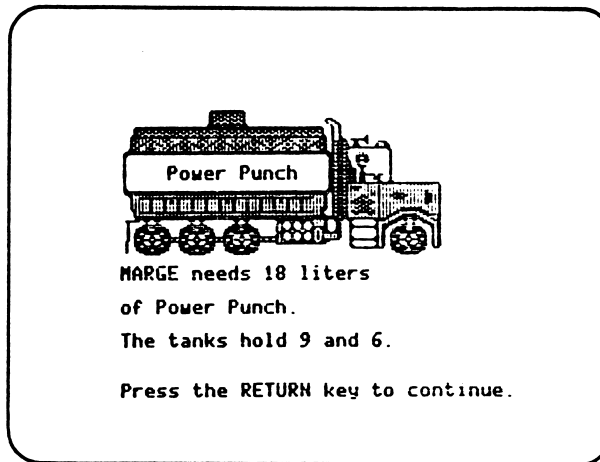 Power Punch
MARGE needs 18 liters
of Power Punch.
The tanks hold 9 and 6.
Press the RETURN key to continue.